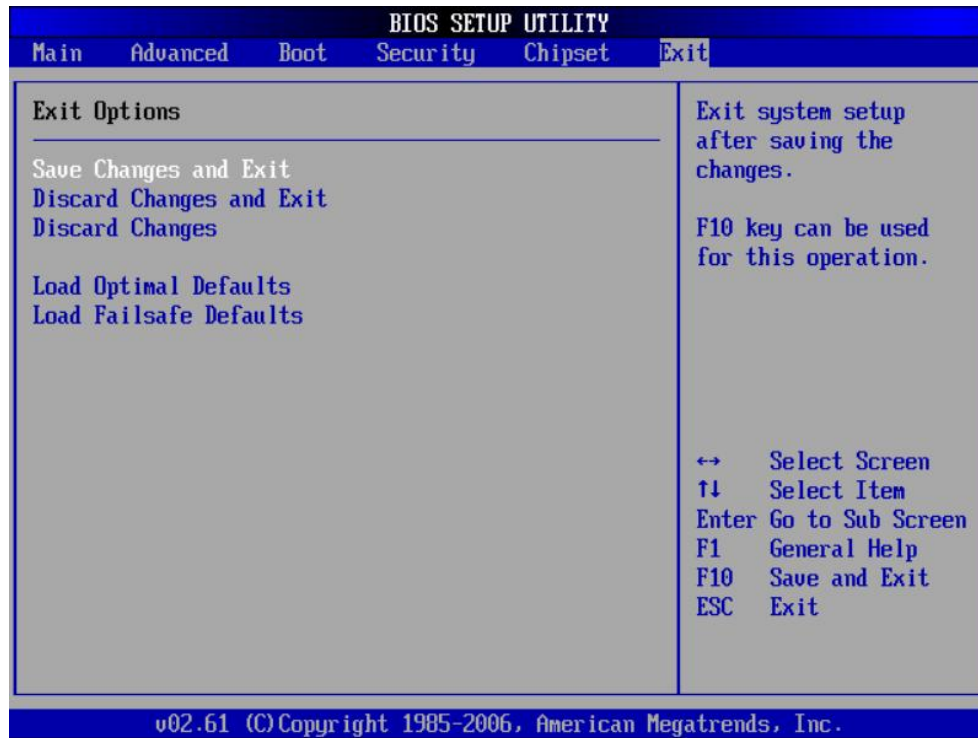 BIOS SETUP UTILITY
Main Advanced Boot Security Chipset Exit
Exit Options
Save Changes and Exit
Discard Changes and Exit
Discard Changes
Load Optimal Defaults
Load Failsafe Defaults
Exit system setup
after saving the
changes.
F10 key can be used
for this operation.
↔ Select Screen
↑↓ Select Item
Enter Go to Sub Screen
F1 General Help
F10 Save and Exit
ESC Exit
v02.61 (C)Copyright 1985-2006, American Megatrends, Inc.